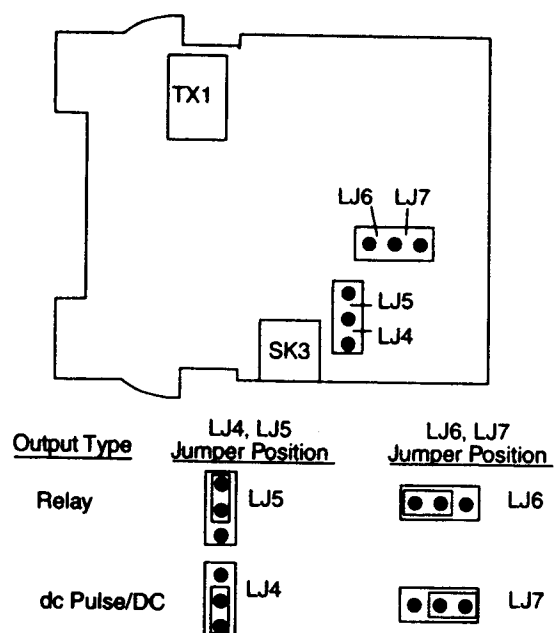 TX1
LJ6 LJ7
LJ5
LJ4
SK3
Output Type
LJ4, LJ5
Jumper Position
LJ6, LJ7
Jumper Position
Relay
LJ5
LJ6
dc Pulse/DC
LJ4
LJ7